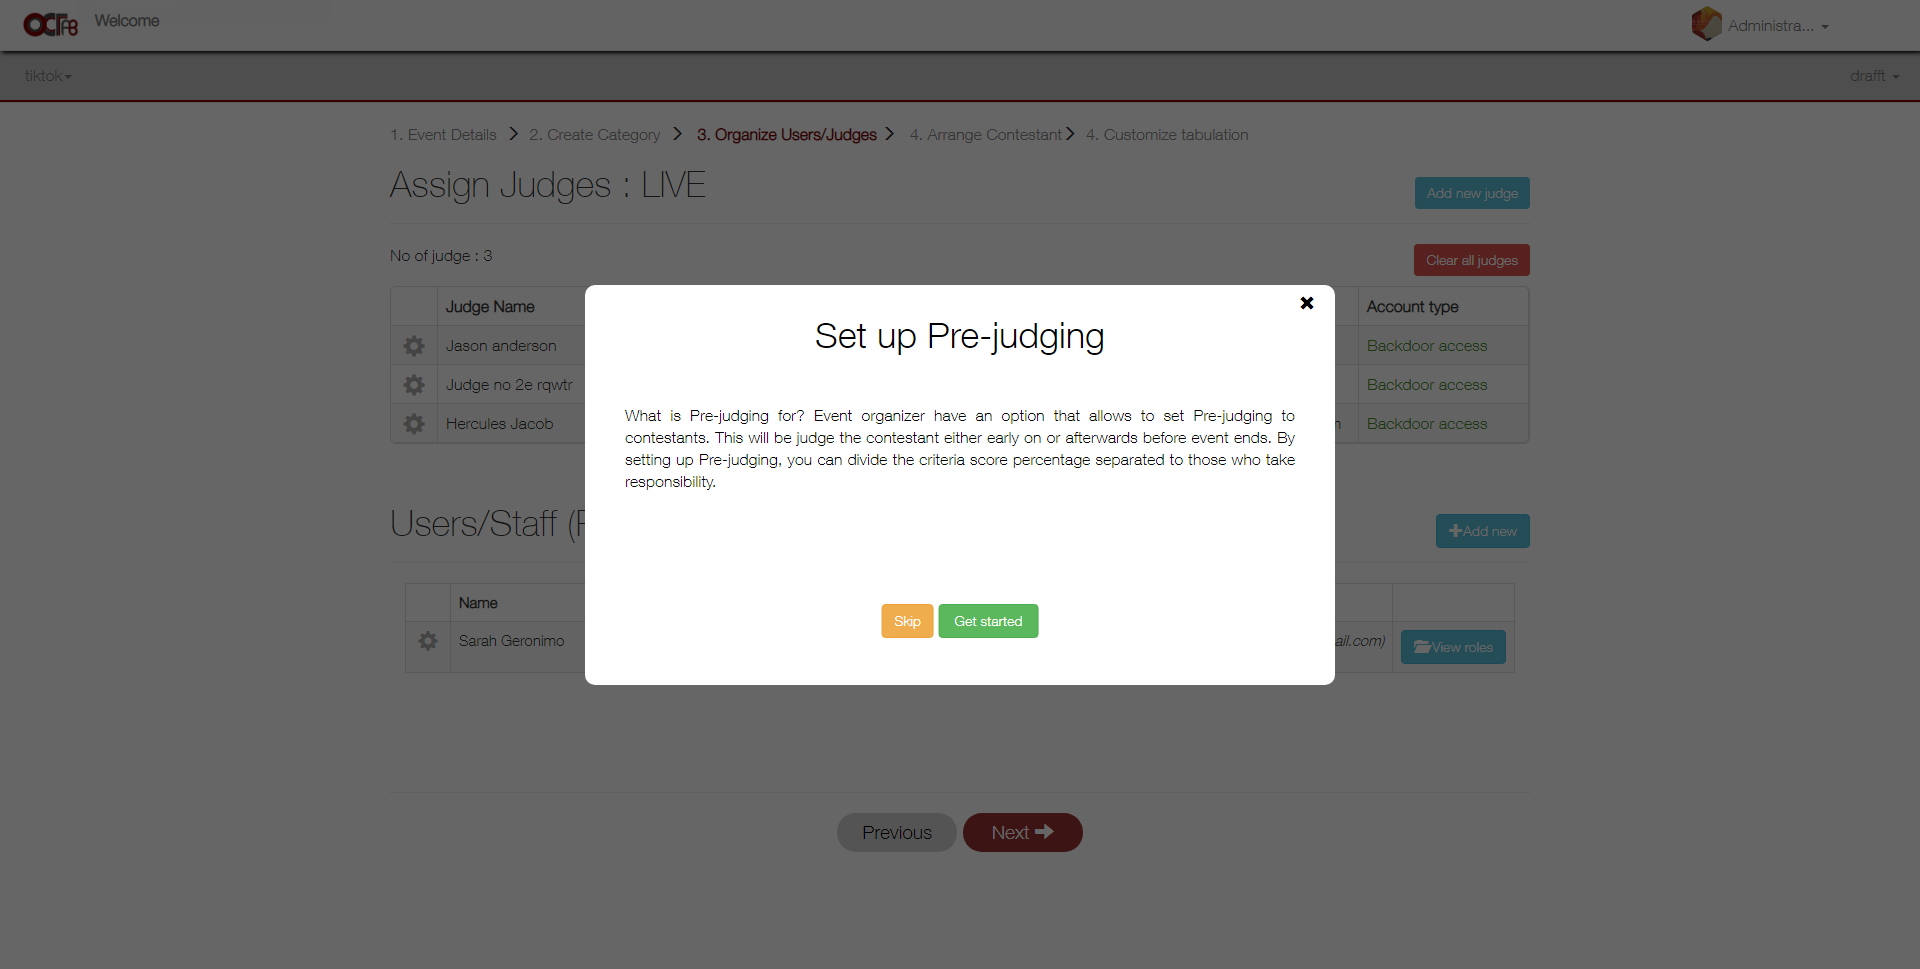 OCTAB Welcome Administra...
tiktok drafft
1. Event Details 2. Create Category 3. Organize Users/Judges 4. Arrange Contestant 4. Customize tabulation
Assign Judges : LIVE
Add new judge
No of judge : 3
Clear all judges
Judge Name Account type
Jason anderson Backdoor access
Judge no 2e rqwtr Backdoor access
Hercules Jacob n Backdoor access
Set up Pre-judging
What is Pre-judging for? Event organizer have an option that allows to set Pre-judging to
contestants. This will be judge the contestant either early on or afterwards before event ends. By
setting up Pre-judging, you can divide the criteria score percentage separated to those who take
responsibility.
Skip Get started
Users/Staff (
Add new
Name
Sarah Geronimo ail.com) View roles
Previous Next